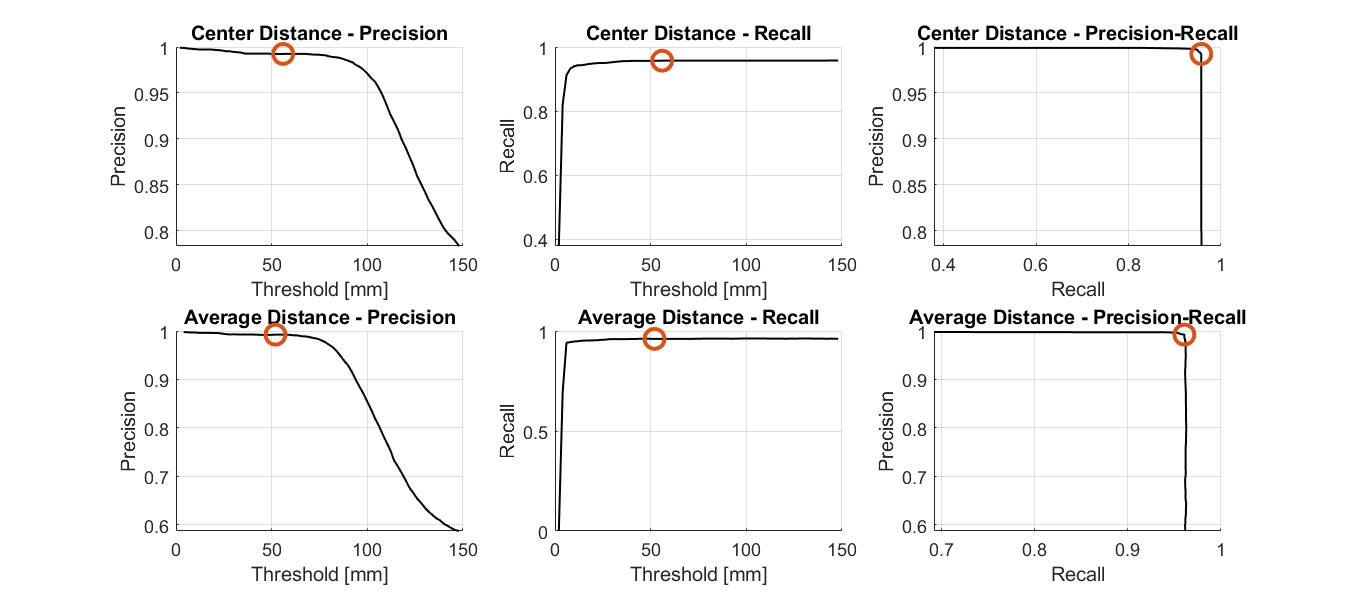 Center Distance - Precision
Precision
1
0.95
0.9
0.85
0.8
0 50 100 150
Threshold [mm]
Center Distance - Recall
Recall
1
0.8
0.6
0.4
0 50 100 150
Threshold [mm]
Center Distance - Precision-Recall
Precision
1
0.95
0.9
0.85
0.8
0.4 0.6 0.8 1
Recall
Average Distance - Precision
Precision
1
0.9
0.8
0.7
0.6
0 50 100 150
Threshold [mm]
Average Distance - Recall
Recall
1
0.5
0
0 50 100 150
Threshold [mm]
Average Distance - Precision-Recall
Precision
1
0.9
0.8
0.7
0.6
0.7 0.8 0.9 1
Recall